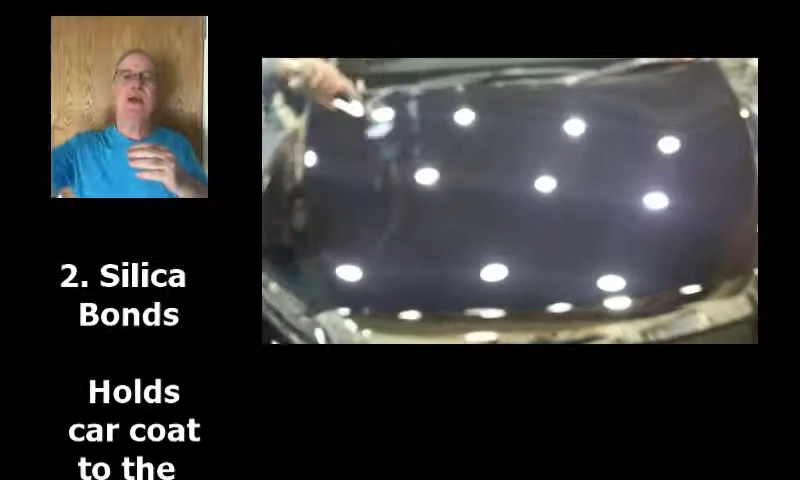 2. Silica
Bonds
Holds
car coat
to the